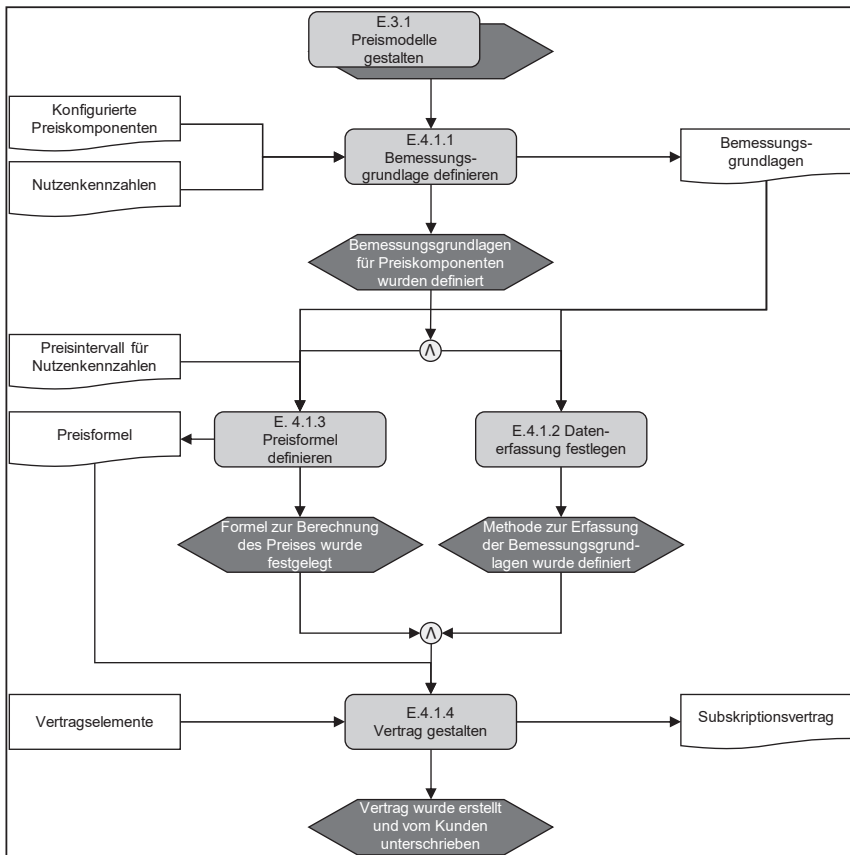 E.3.1
Preismodelle
gestalten
Konfigurierte
Preiskomponenten
E.4.1.1
Bemessungs-
grundlage definieren
Bemessungs-
grundlagen
Nutzenkennzahlen
Bemessungsgrundlagen
für Preiskomponenten
wurden definiert
Preisintervall für
Nutzenkennzahlen
Λ
Preisformel
E. 4.1.3
Preisformel
definieren
E.4.1.2 Daten-
erfassung festlegen
Formel zur Berechnung
des Preises wurde
festgelegt
Methode zur Erfassung
der Bemessungsgrund-
lagen wurde definiert
Λ
Vertragselemente
E.4.1.4
Vertrag gestalten
Subskriptionsvertrag
Vertrag wurde erstellt
und vom Kunden
unterschrieben